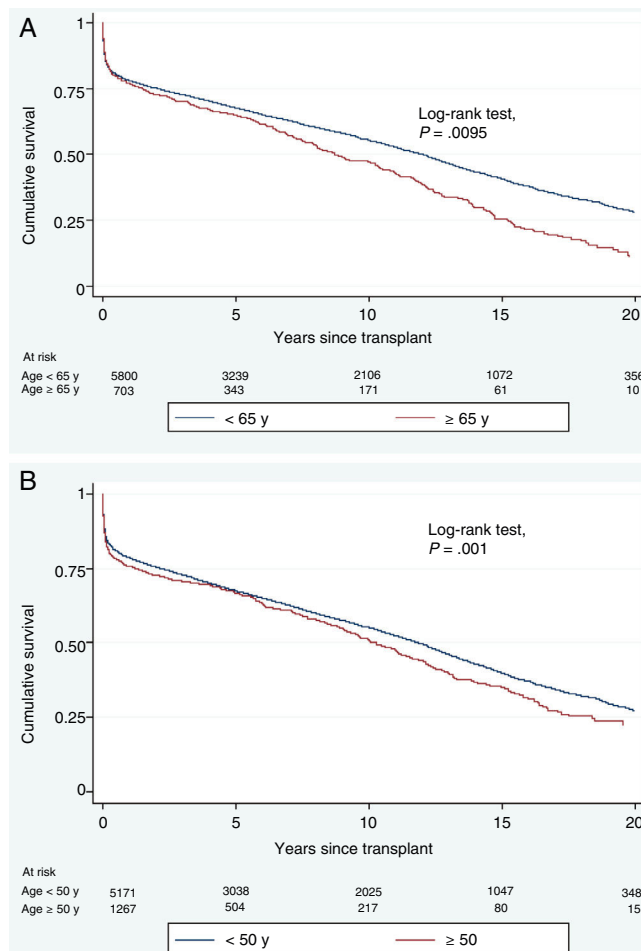 A
1
0.75
0.50
0.25
0
Cumulative survival
Log-rank test,
P = .0095
0 5 10 15 20
Years since transplant
At risk
Age < 65 y 5800 3239 2106 1072 356
Age ≥ 65 y 703 343 171 61 10
< 65 y ≥ 65 y
B
1
0.75
0.50
0.25
0
Cumulative survival
Log-rank test,
P = .001
0 5 10 15 20
Years since transplant
At risk
Age < 50 y 5171 3038 2025 1047 348
Age ≥ 50 y 1267 504 217 80 15
< 50 y ≥ 50